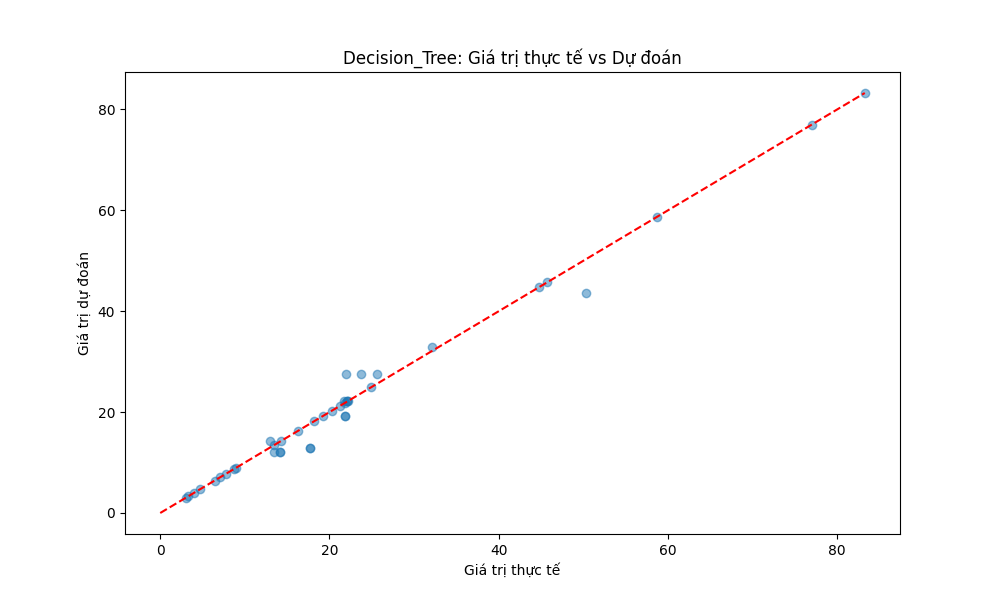 Decision_Tree: Giá trị thực tế vs Dự đoán
Giá trị dự đoán
80
60
40
20
0
0 20 40 60 80
Giá trị thực tế